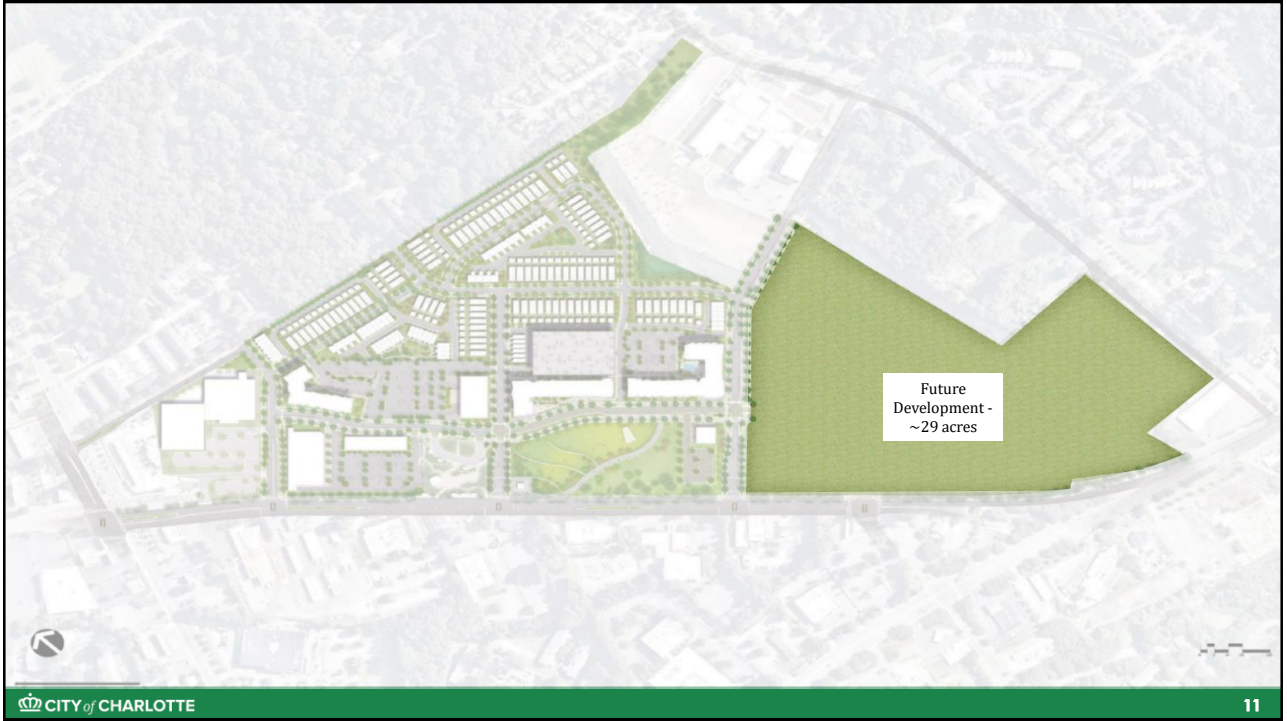 Future
Development -
~29 acres
CITY of CHARLOTTE
11